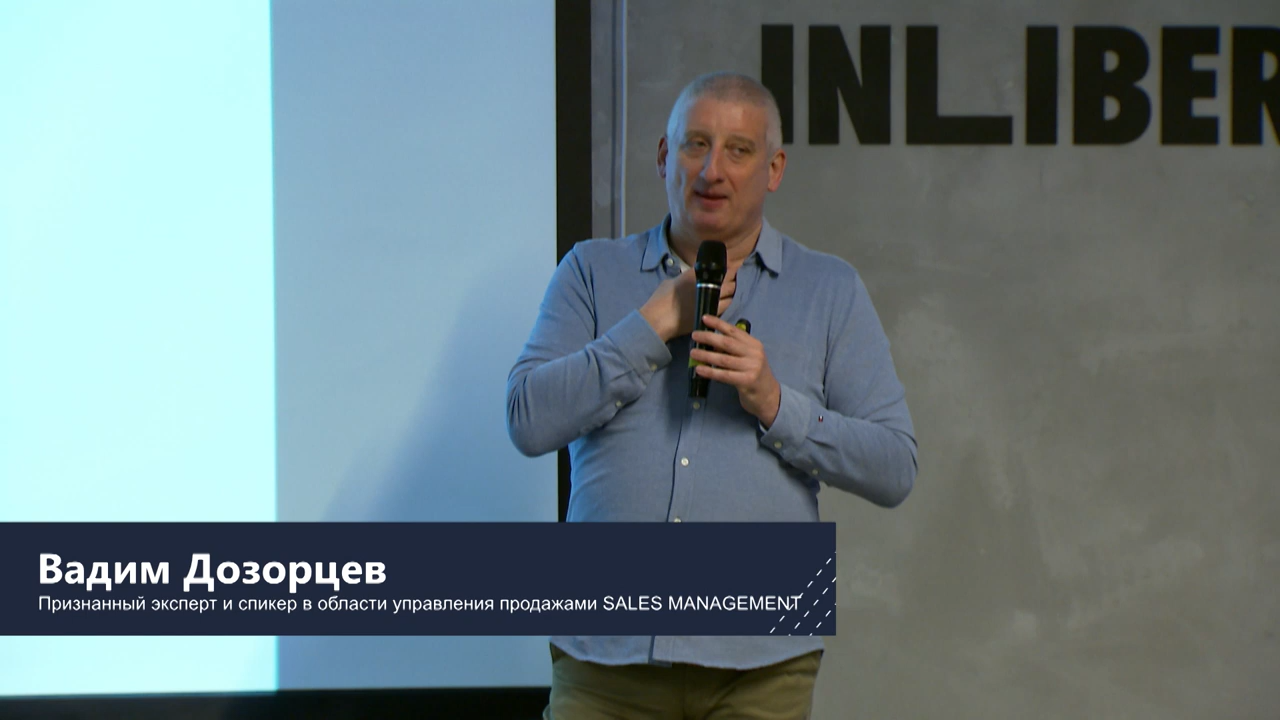 INLIBER
Вадим Дозорцев
Признанный эксперт и спикер в области управления продажами SALES MANAGEMENT